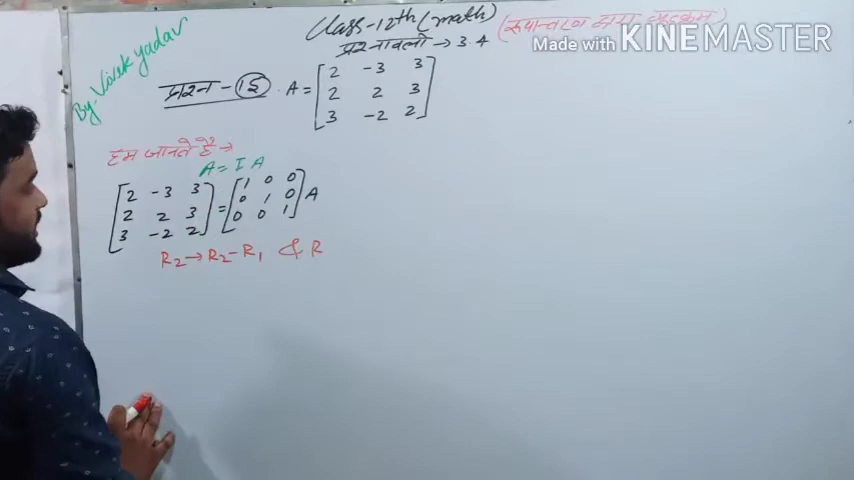 Class-12th (math)
By. Vivek yadav
प्रश्नावली → 3.4
Made with KINEMASTER
प्रश्न - 15 . A = [2 -3 3
2 2 3
3 -2 2]
हम जानते है →
A = I A
[2 -3 3 2 2 3 3 -2 2] = [1 0 0 0 1 0 0 0 1] A
R₂ → R₂ - R₁ & R